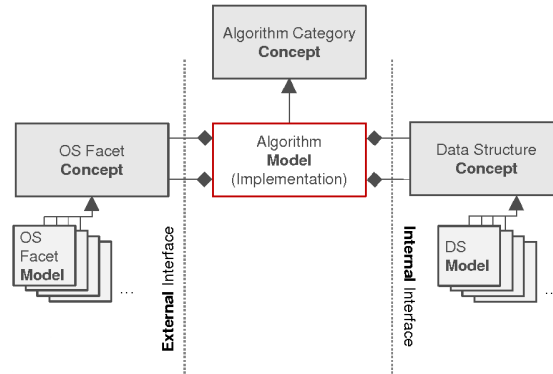 Algorithm Category
Concept
OS Facet
Concept
Algorithm
Model
(Implementation)
Data Structure
Concept
OS
Facet
Model
...
External Interface
Internal
Interface
DS
Model
...